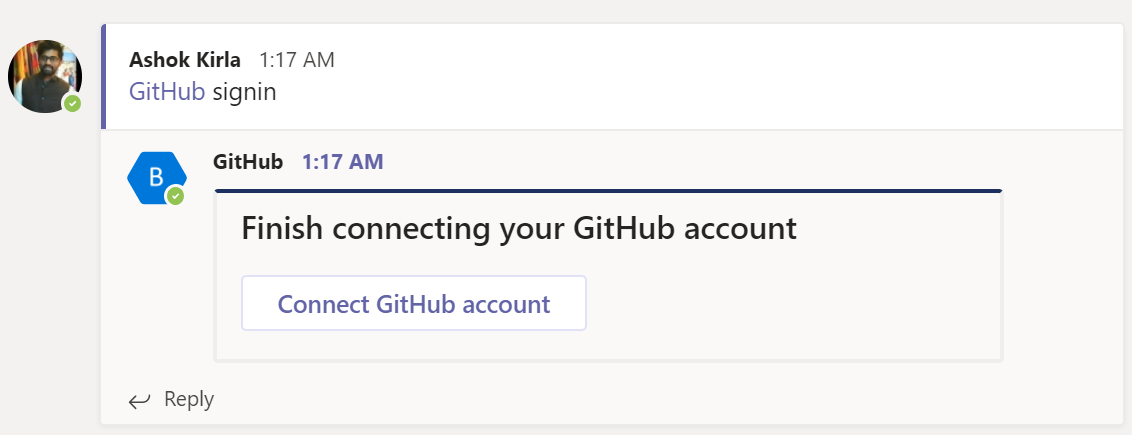 Ashok Kirla 1:17 AM
GitHub signin
B
GitHub 1:17 AM
Finish connecting your GitHub account
Connect GitHub account
Reply